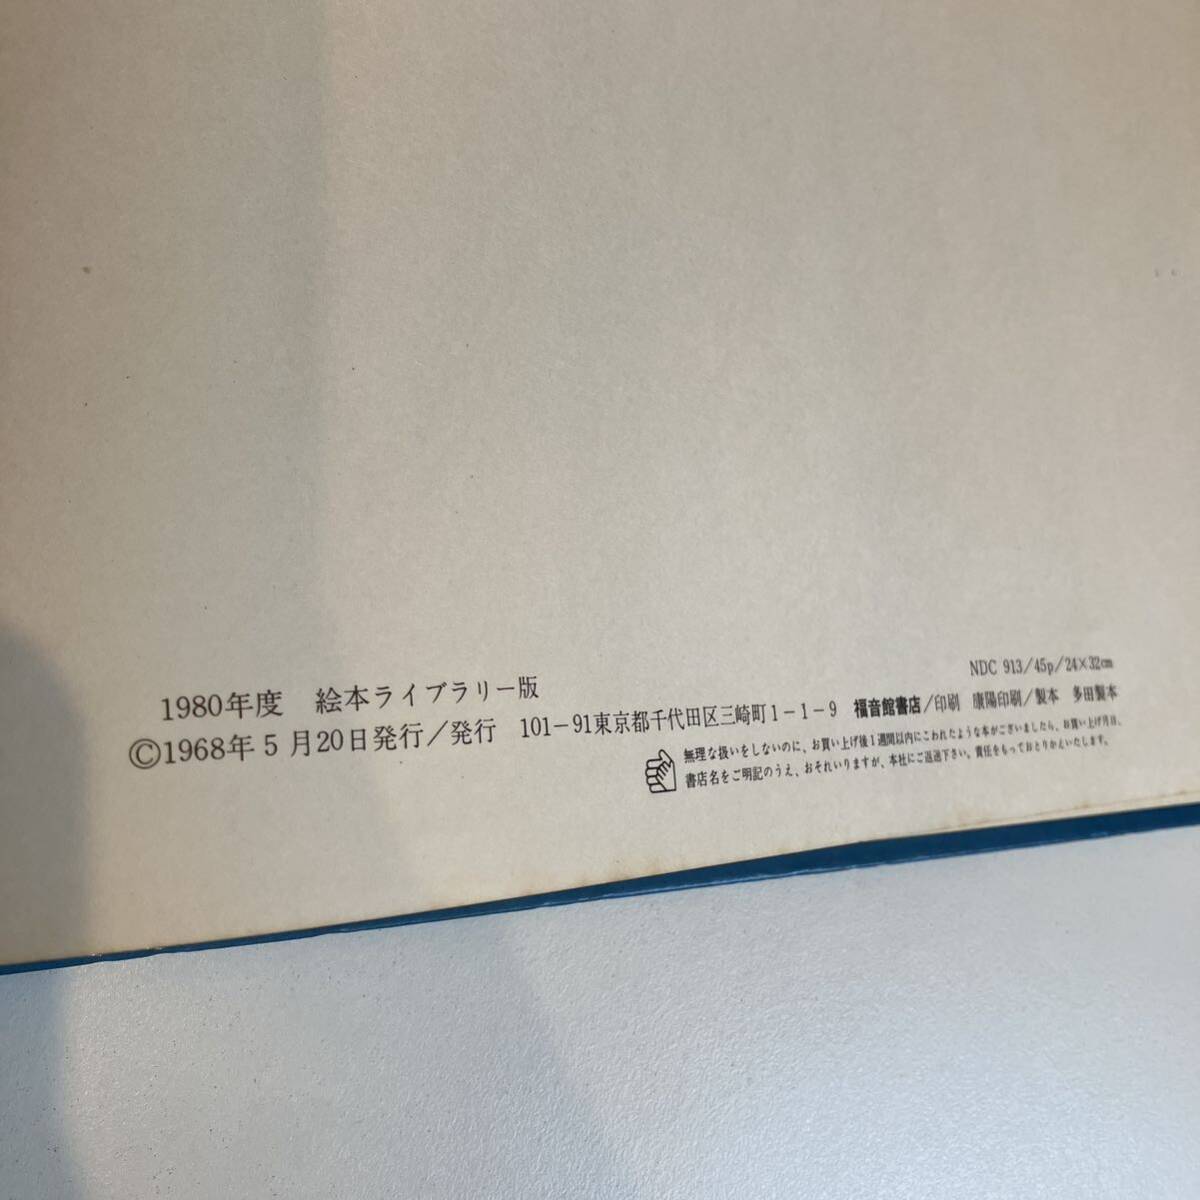 NDC 913/45p/24×32cm
1980年度 絵本ライブラリー版
©1968年5月20日発行/発行 101-91東京都千代田区三崎町1-1-9 福音館書店/印刷 康陽印刷/製本 多田製本
無理な扱いをしないのに、お買い上げ後1週間以内にこわれたような本がございましたら、お買い上げ月日、
書店名をご明記のうえ、おそれいりますが、本社にご返送下さい。責任をもっておとりかえいたします。